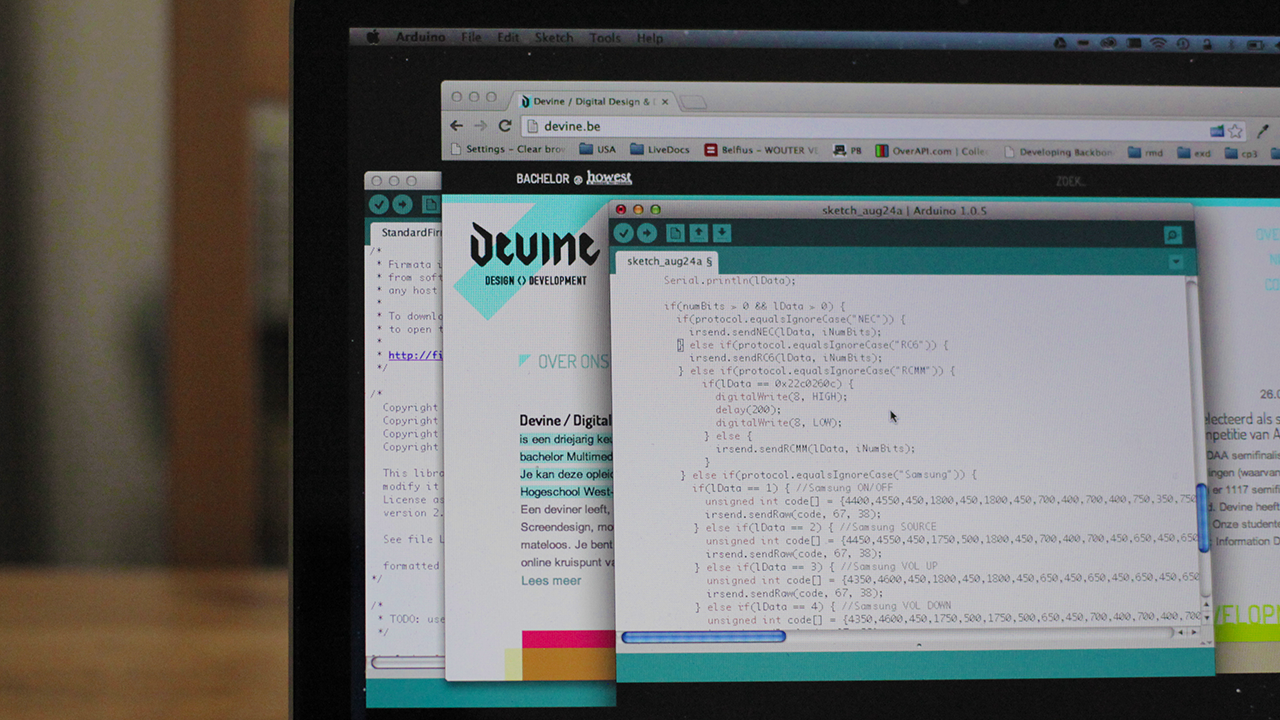 Arduino File Edit Sketch Tools Help
Devine / Digital Design &
devine.be
Settings - Clear brow
USA
LiveDocs
Belfius - WOUTER VE
PB
OverAPI.com | Colle
Developing Backbon
rmd
exd
cp3
BACHELOR @ howest
ZOEK..
StandardFir
/*
* Firmata i
* from soft
* any host
*
* To downlo
* to open t
*
* http://fi
*/
/*
Copyright
Copyright
Copyright
Copyright
This libra
modify it
License as
version 2.
See file L
formatted
*/
/*
* TODO: use
*/
DEVINE
DESIGN <> DEVELOPMENT
OVER ONS
Devine / Digital
is een driejarig keu
bachelor Multimed
Je kan deze opleid
Hogeschool West-
Een deviner leeft,
Screendesign, mo
mateloos. Je bent
online kruispunt va
Lees meer
sketch_aug24a | Arduino 1.0.5
sketch_aug24a §
Serial.println(lData);
if(numBits > 0 && lData > 0) {
if(protocol.equalsIgnoreCase("NEC")) {
irsend.sendNEC(lData, iNumBits);
} else if(protocol.equalsIgnoreCase("RC6")) {
irsend.sendRC6(lData, iNumBits);
} else if(protocol.equalsIgnoreCase("RCMM")) {
if(lData == 0x22c0260c) {
digitalWrite(8, HIGH);
delay(200);
digitalWrite(8, LOW);
} else {
irsend.sendRCMM(lData, iNumBits);
}
} else if(protocol.equalsIgnoreCase("Samsung")) {
if(lData == 1) { //Samsung ON/OFF
unsigned int code[] = {4400,4550,450,1800,450,1800,450,700,400,700,400,750,350,750
irsend.sendRaw(code, 67, 38);
} else if(lData == 2) { //Samsung SOURCE
unsigned int code[] = {4450,4550,450,1750,500,1800,450,700,400,700,450,650,450,650
irsend.sendRaw(code, 67, 38);
} else if(lData == 3) { //Samsung VOL UP
unsigned int code[] = {4350,4600,450,1800,450,1800,450,650,450,650,450,650,450,650
irsend.sendRaw(code, 67, 38);
} else if(lData == 4) { //Samsung VOL DOWN
unsigned int code[] = {4350,4600,450,1750,500,1750,500,650,450,700,400,700,400,700
OVE
CO
26.0
electeerd als s
npetitie van A
OAA semifinalis
ingen (waarvan
er 1117 semifi
d. Devine heeft
Onze studente
: Information D
VELOPI